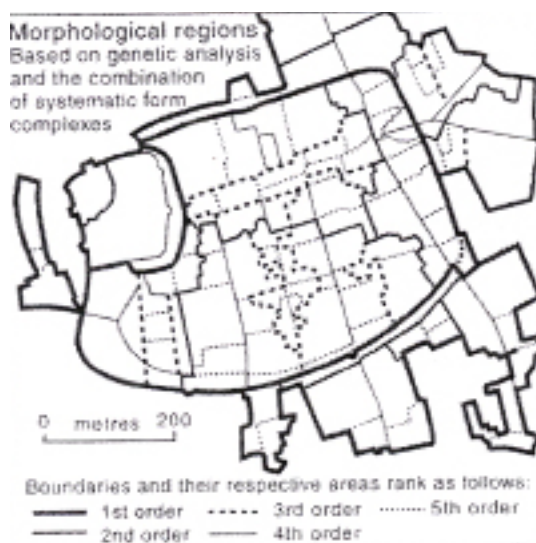 Morphological regions
Based on genetic analysis
and the combination
of systematic form
complexes
0 metres 200
Boundaries and their respective areas rank as follows:
1st order 3rd order 5th order
2nd order 4th order